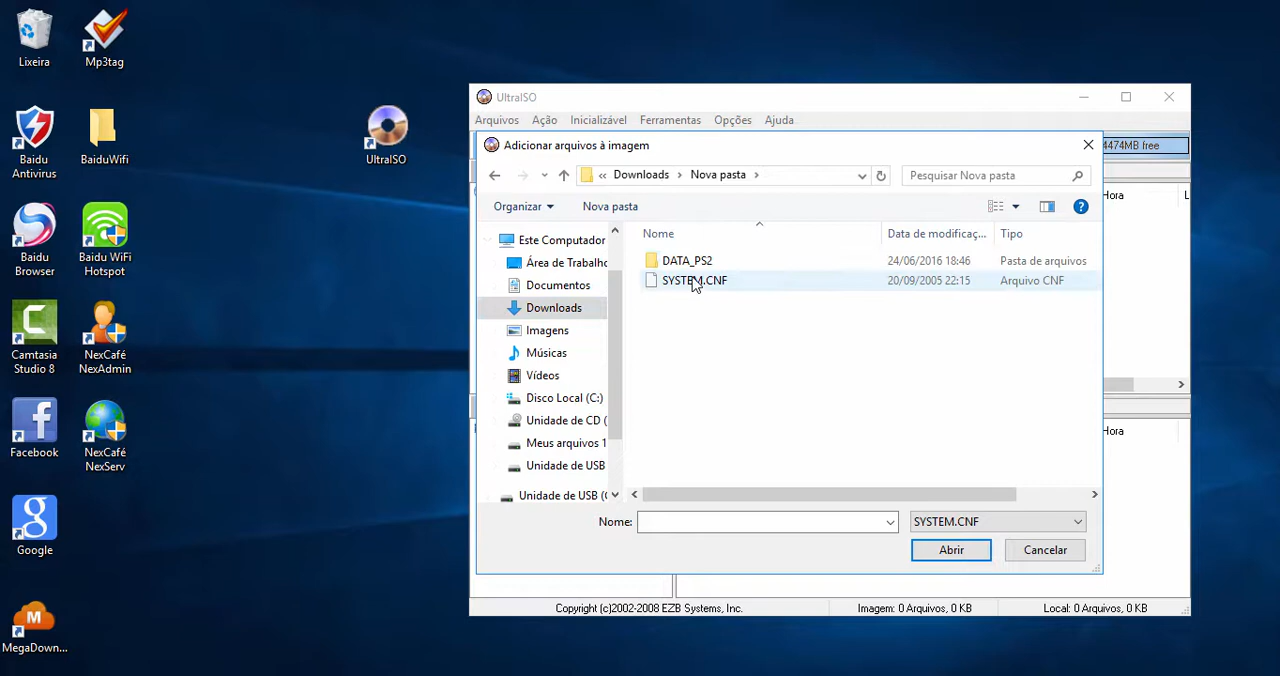 Lixeira
Mp3tag
Baidu
Antivirus
BaiduWifi
UltraISO
Baidu
Browser
Baidu WiFi
Hotspot
Camtasia
Studio 8
NexCafé
NexAdmin
Facebook
NexCafé
NexServ
Google
MegaDown...
UltraISO
Arquivos Ação Inicializável Ferramentas Opções Ajuda
4474MB free
Adicionar arquivos à imagem
« Downloads > Nova pasta >
Pesquisar Nova pasta
Organizar Nova pasta
Este Computador
Área de Trabalho
Documentos
Downloads
Imagens
Músicas
Vídeos
Disco Local (C:)
Unidade de CD (
Meus arquivos 1
Unidade de USB
Unidade de USB (
Nome Data de modificaç... Tipo
DATA_PS2 24/06/2016 18:46 Pasta de arquivos
SYSTEM.CNF 20/09/2005 22:15 Arquivo CNF
Nome: SYSTEM.CNF
Abrir Cancelar
Hora
Hora
Copyright (c)2002-2008 EZB Systems, Inc. Imagem: 0 Arquivos, 0 KB Local: 0 Arquivos, 0 KB